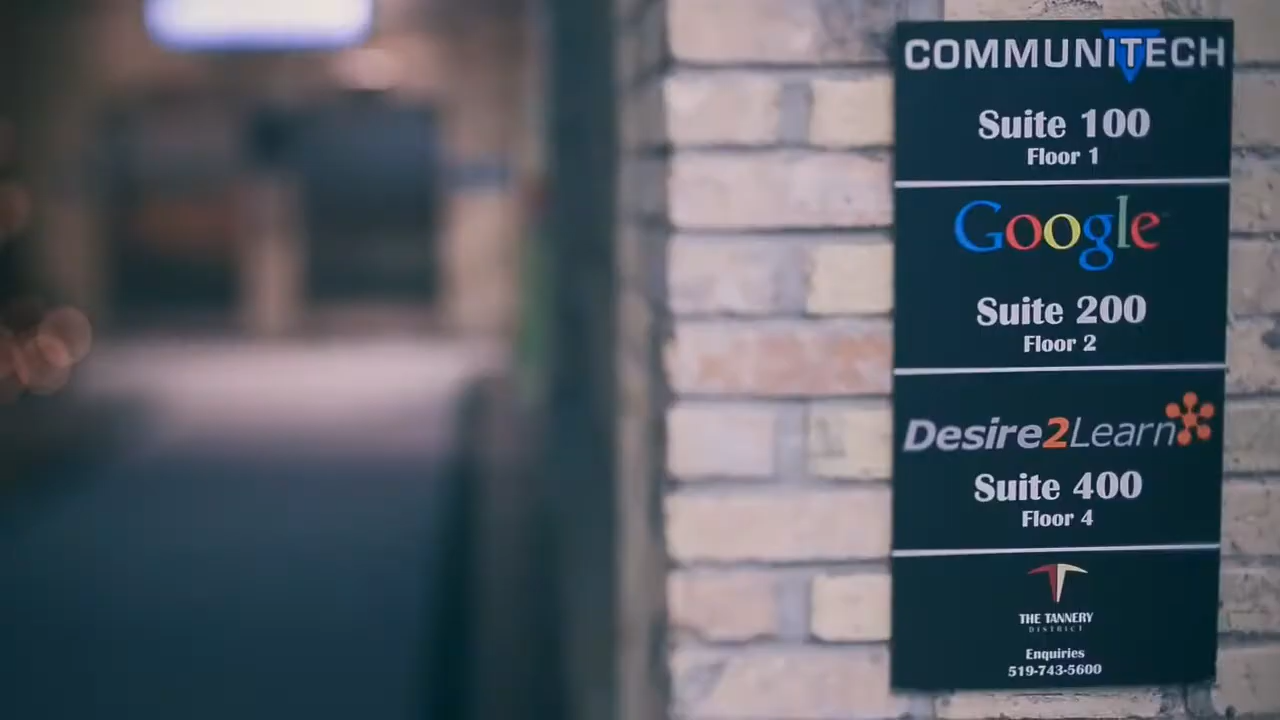 COMMUNITECH
Suite 100
Floor 1
Google
Suite 200
Floor 2
Desire2Learn
Suite 400
Floor 4
THE TANNERY
DISTRICT
Enquiries
519-743-5600